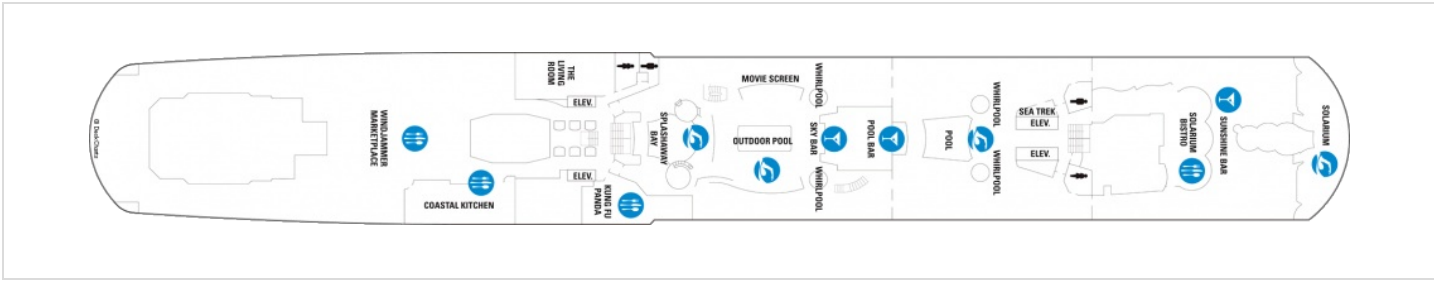 © DeckChartz
WINDJAMMER
MARKETPLACE
COASTAL KITCHEN
THE
LIVING
ROOM
ELEV.
ELEV.
KUNG FU
PANDA
SPLASHAWAY
BAY
MOVIE SCREEN
OUTDOOR POOL
WHIRLPOOL
SKY BAR
WHIRLPOOL
POOL BAR
POOL
WHIRLPOOL
WHIRLPOOL
SEA TREK
ELEV.
ELEV.
SOLARIUM
BISTRO
SUNSHINE BAR
SOLARIUM